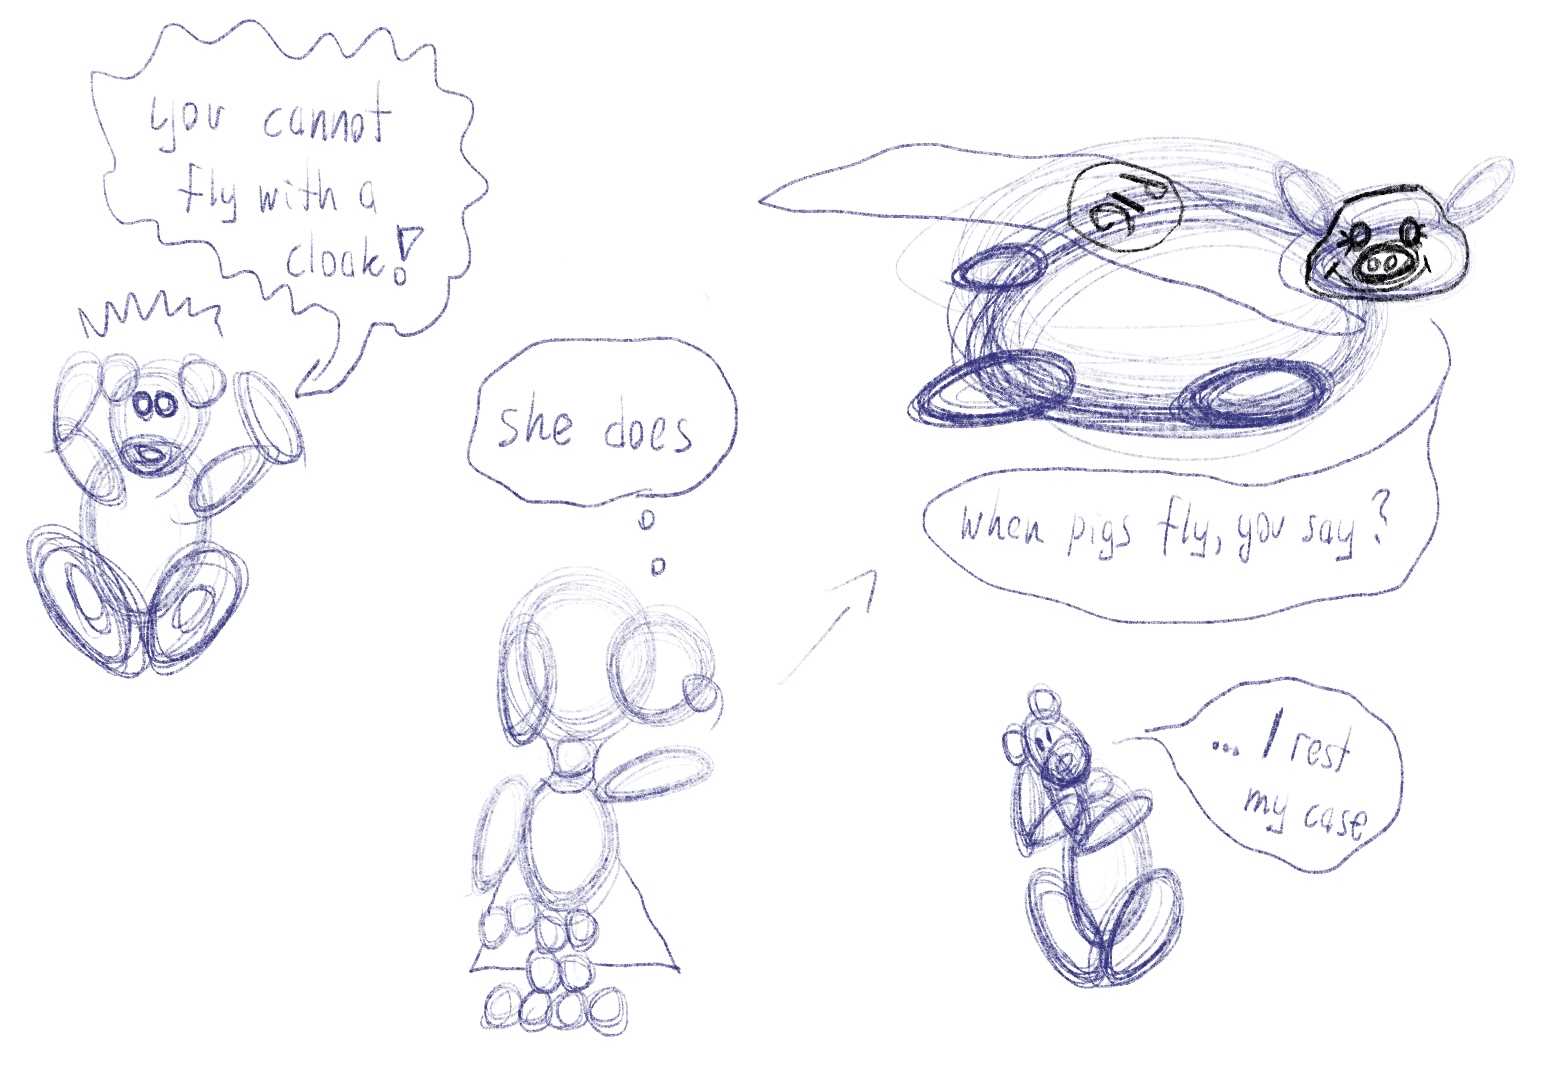 you cannot
fly with a
cloak!
she does
PIG
when pigs fly, you say?
... I rest
my case